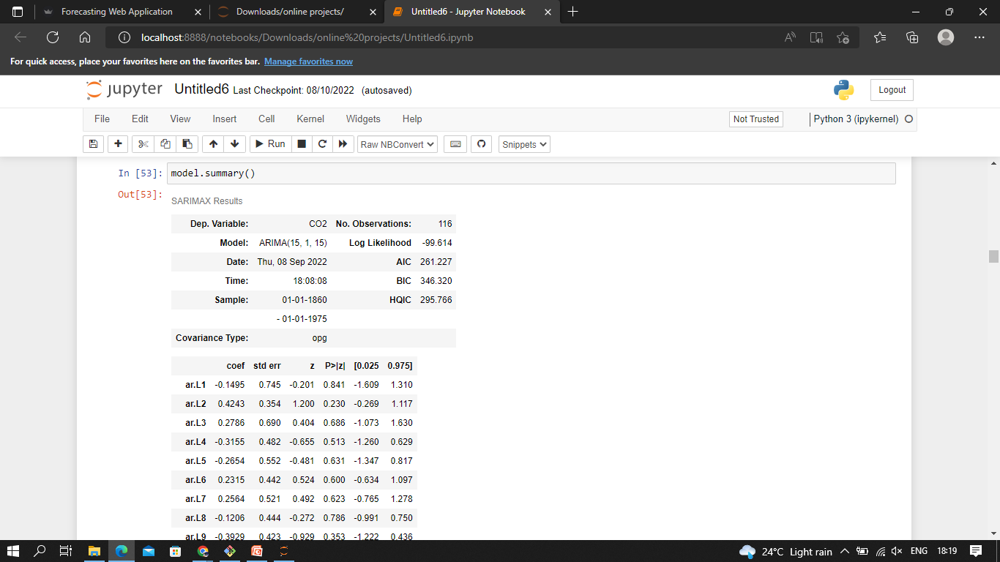 Forecasting Web Application
Downloads/online projects/
Untitled6 - Jupyter Notebook
localhost:8888/notebooks/Downloads/online%20projects/Untitled6.ipynb
For quick access, place your favorites here on the favorites bar. Manage favorites now
jupyter Untitled6 Last Checkpoint: 08/10/2022 (autosaved)
Logout
File Edit View Insert Cell Kernel Widgets Help
Not Trusted
Python 3 (ipykernel)
Run
Raw NBConvert
Snippets
In [53]: model.summary()
Out[53]:
SARIMAX Results
Dep. Variable: CO2 No. Observations: 116
Model: ARIMA(15, 1, 15) Log Likelihood -99.614
Date: Thu, 08 Sep 2022 AIC 261.227
Time: 18:08:08 BIC 346.320
Sample: 01-01-1860 HQIC 295.766
- 01-01-1975
Covariance Type: opg
coef std err z P>|z| [0.025 0.975]
ar.L1 -0.1495 0.745 -0.201 0.841 -1.609 1.310
ar.L2 0.4243 0.354 1.200 0.230 -0.269 1.117
ar.L3 0.2786 0.690 0.404 0.686 -1.073 1.630
ar.L4 -0.3155 0.482 -0.655 0.513 -1.260 0.629
ar.L5 -0.2654 0.552 -0.481 0.631 -1.347 0.817
ar.L6 0.2315 0.442 0.524 0.600 -0.634 1.097
ar.L7 0.2564 0.521 0.492 0.623 -0.765 1.278
ar.L8 -0.1206 0.444 -0.272 0.786 -0.991 0.750
ar.L9 -0.3929 0.423 -0.929 0.353 -1.222 0.436
24°C Light rain
ENG
18:19